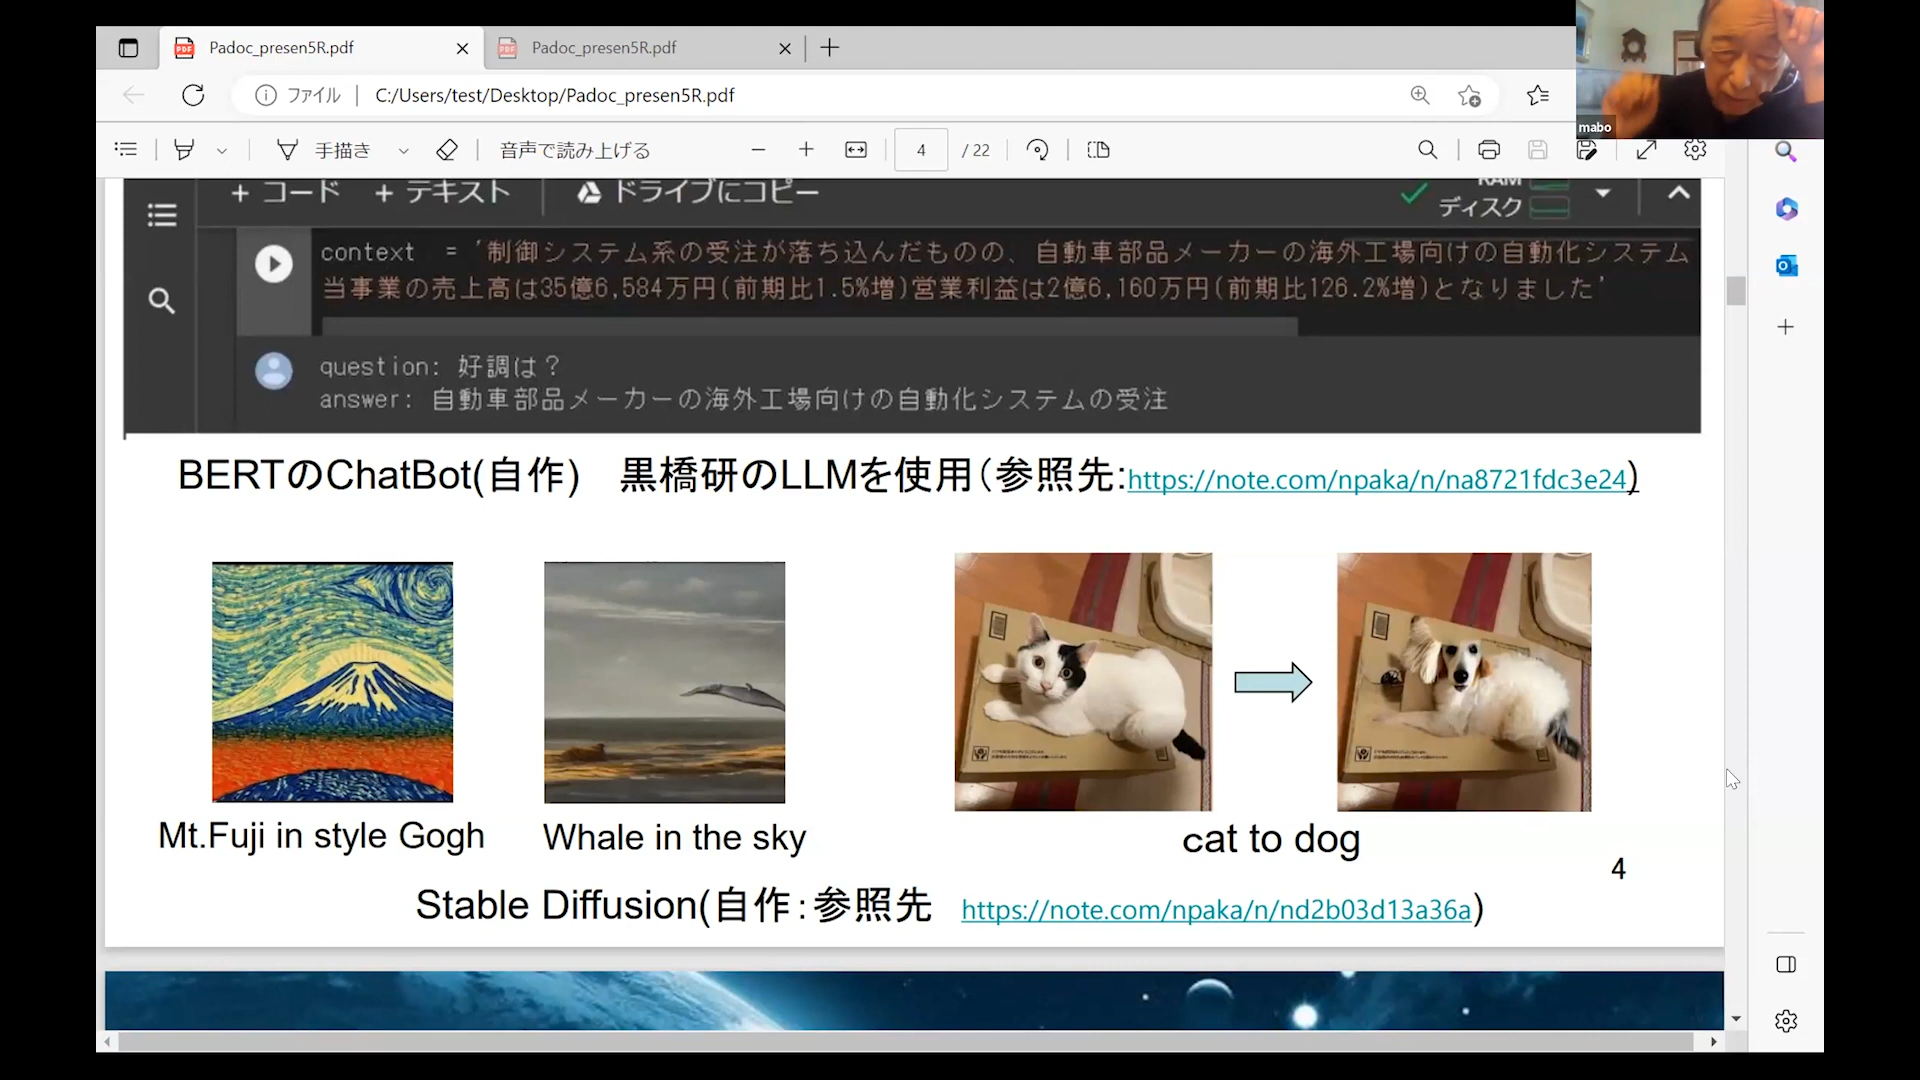 Padoc_presen5R.pdf
Padoc_presen5R.pdf
ファイル
C:/Users/test/Desktop/Padoc_presen5R.pdf
mabo
手描き
音声で読み上げる
4 / 22
+ コード + テキスト ドライブにコピー
RAM
ディスク
context = '制御システム系の受注が落ち込んだものの、自動車部品メーカーの海外工場向けの自動化システム
当事業の売上高は35億6,584万円(前期比1.5%増)営業利益は2億6,160万円(前期比126.2%増)となりました'
question: 好調は？
answer: 自動車部品メーカーの海外工場向けの自動化システムの受注
BERTのChatBot(自作) 黒橋研のLLMを使用(参照先:https://note.com/npaka/n/na8721fdc3e24)
Mt.Fuji in style Gogh
Whale in the sky
cat to dog
4
Stable Diffusion(自作:参照先 https://note.com/npaka/n/nd2b03d13a36a)